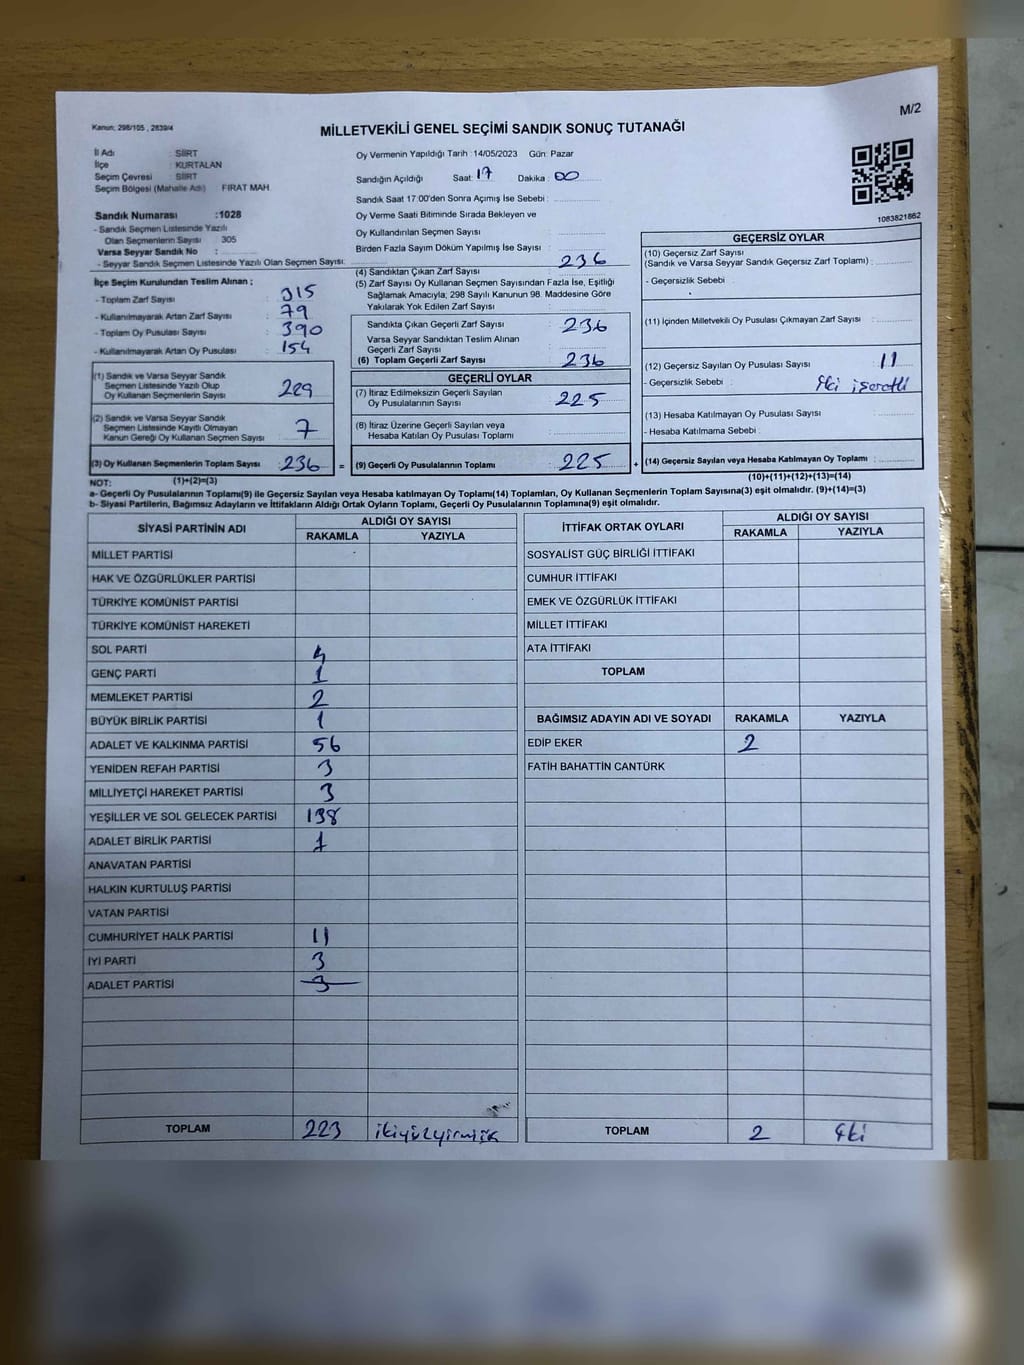 M/2
Kanun: 298/105 , 2839/4
MİLLETVEKİLİ GENEL SEÇİMİ SANDIK SONUÇ TUTANAĞI
İl Adı : SİİRT
İlçe : KURTALAN
Seçim Çevresi : SİİRT
Seçim Bölgesi (Mahalle Adı) FIRAT MAH.
Sandık Numarası :1028
- Sandık Seçmen Listesinde Yazılı
Olan Seçmenlerin Sayısı : 305
Varsa Seyyar Sandık No :
- Seyyar Sandık Seçmen Listesinde Yazılı Olan Seçmen Sayısı:
Oy Vermenin Yapıldığı Tarih :14/05/2023 Gün: Pazar
Sandığın Açıldığı Saat: 17 Dakika : 00
Sandık Saat 17:00'den Sonra Açımış İse Sebebi :
Oy Verme Saati Bitiminde Sırada Bekleyen ve
Oy Kullandırılan Seçmen Sayısı :
Birden Fazla Sayım Döküm Yapılmış İse Sayısı :
1083821862
İlçe Seçim Kurulundan Teslim Alınan ;
- Toplam Zarf Sayısı : 315
- Kullanılmayarak Artan Zarf Sayısı : 79
- Toplam Oy Pusulası Sayısı : 390
- Kullanılmayarak Artan Oy Pusulası : 154
(1) Sandık ve Varsa Seyyar Sandık
Seçmen Listesinde Yazılı Olup
Oy Kullanan Seçmenlerin Sayısı : 229
(2) Sandık ve Varsa Seyyar Sandık
Seçmen Listesinde Kayıtlı Olmayan
Kanun Gereği Oy Kullanan Seçmen Sayısı : 7
(3) Oy Kullanan Seçmenlerin Toplam Sayısı : 236 =
(4) Sandıktan Çıkan Zarf Sayısı : 236
(5) Zarf Sayısı Oy Kullanan Seçmen Sayısından Fazla İse, Eşitliği
Sağlamak Amacıyla; 298 Sayılı Kanunun 98. Maddesine Göre
Yakılarak Yok Edilen Zarf Sayısı :
Sandıkta Çıkan Geçerli Zarf Sayısı : 236
Varsa Seyyar Sandıktan Teslim Alınan
Geçerli Zarf Sayısı :
(6) Toplam Geçerli Zarf Sayısı : 236
GEÇERLİ OYLAR
(7) İtiraz Edilmeksizin Geçerli Sayılan
Oy Pusulalarının Sayısı : 225
(8) İtiraz Üzerine Geçerli Sayılan veya
Hesaba Katılan Oy Pusulası Toplamı :
(9) Geçerli Oy Pusulalarının Toplamı : 225 +
GEÇERSİZ OYLAR
(10) Geçersiz Zarf Sayısı
(Sandık ve Varsa Seyyar Sandık Geçersiz Zarf Toplamı) :
- Geçersizlik Sebebi :
(11) İçinden Milletvekili Oy Pusulası Çıkmayan Zarf Sayısı :
(12) Geçersiz Sayılan Oy Pusulası Sayısı : 11
- Geçersizlik Sebebi : İki işaretli
(13) Hesaba Katılmayan Oy Pusulası Sayısı :
- Hesaba Katılmama Sebebi :
(14) Geçersiz Sayılan veya Hesaba Katılmayan Oy Toplamı :
NOT: (1)+(2)=(3)
(10)+(11)+(12)+(13)=(14)
a- Geçerli Oy Pusulalarının Toplamı(9) ile Geçersiz Sayılan veya Hesaba katılmayan Oy Toplamı(14) Toplamları, Oy Kullanan Seçmenlerin Toplam Sayısına(3) eşit olmalıdır. (9)+(14)=(3)
b- Siyasi Partilerin, Bağımsız Adayların ve İttifakların Aldığı Ortak Oyların Toplamı, Geçerli Oy Pusulalarının Toplamına(9) eşit olmalıdır.
SİYASİ PARTİNİN ADI ALDIĞI OY SAYISI
RAKAMLA YAZIYLA
MİLLET PARTİSİ
HAK VE ÖZGÜRLÜKLER PARTİSİ
TÜRKİYE KOMÜNİST PARTİSİ
TÜRKİYE KOMÜNİST HAREKETİ
SOL PARTİ 4
GENÇ PARTİ 1
MEMLEKET PARTİSİ 2
BÜYÜK BİRLİK PARTİSİ 1
ADALET VE KALKINMA PARTİSİ 56
YENİDEN REFAH PARTİSİ 3
MİLLİYETÇİ HAREKET PARTİSİ 3
YEŞİLLER VE SOL GELECEK PARTİSİ 138
ADALET BİRLİK PARTİSİ 1
ANAVATAN PARTİSİ
HALKIN KURTULUŞ PARTİSİ
VATAN PARTİSİ
CUMHURİYET HALK PARTİSİ 11
İYİ PARTİ 3
ADALET PARTİSİ 3
TOPLAM 223
İTTİFAK ORTAK OYLARI ALDIĞI OY SAYISI
RAKAMLA YAZIYLA
SOSYALİST GÜÇ BİRLİĞİ İTTİFAKI
CUMHUR İTTİFAKI
EMEK VE ÖZGÜRLÜK İTTİFAKI
MİLLET İTTİFAKI
ATA İTTİFAKI
TOPLAM
BAĞIMSIZ ADAYIN ADI VE SOYADI RAKAMLA YAZIYLA
EDİP EKER 2
FATİH BAHATTİN CANTÜRK
TOPLAM 2 İki